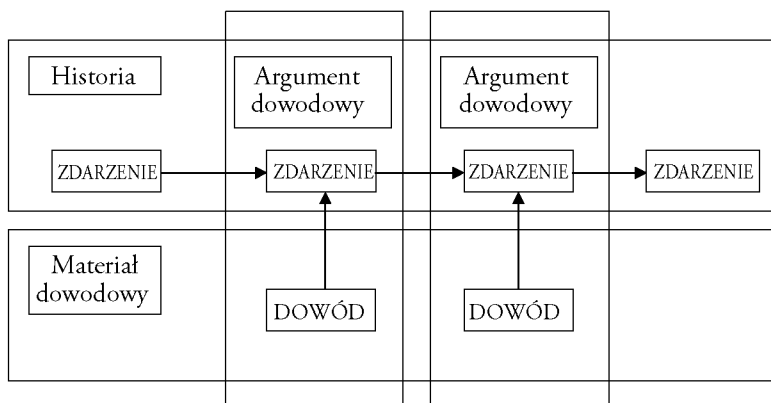 Historia
Argument
dowodowy
Argument
dowodowy
ZDARZENIE
ZDARZENIE
ZDARZENIE
ZDARZENIE
Materiał
dowodowy
DOWÓD
DOWÓD